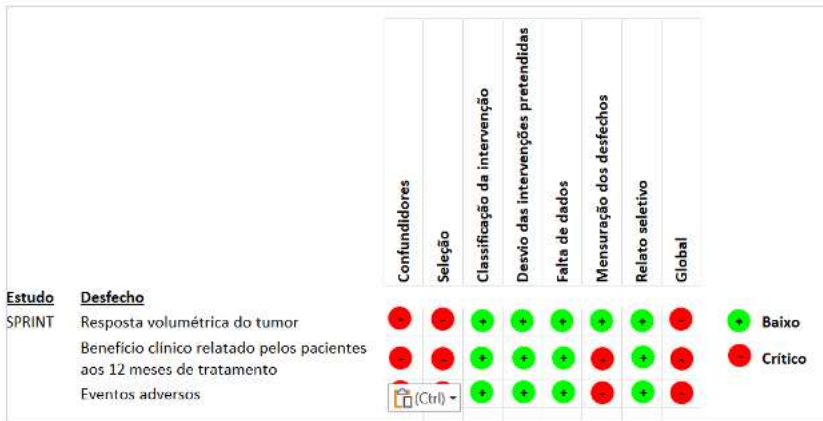 Confundidores
Seleção
Classificação da intervenção
Desvio das intervenções pretendidas
Falta de dados
Mensuração dos desfechos
Relato seletivo
Global
Estudo Desfecho
SPRINT Resposta volumétrica do tumor - - + + + + + - + Baixo
Benefício clínico relatado pelos pacientes
aos 12 meses de tratamento - - + + + - + - - Crítico
Eventos adversos + + + - + -
(Ctrl)